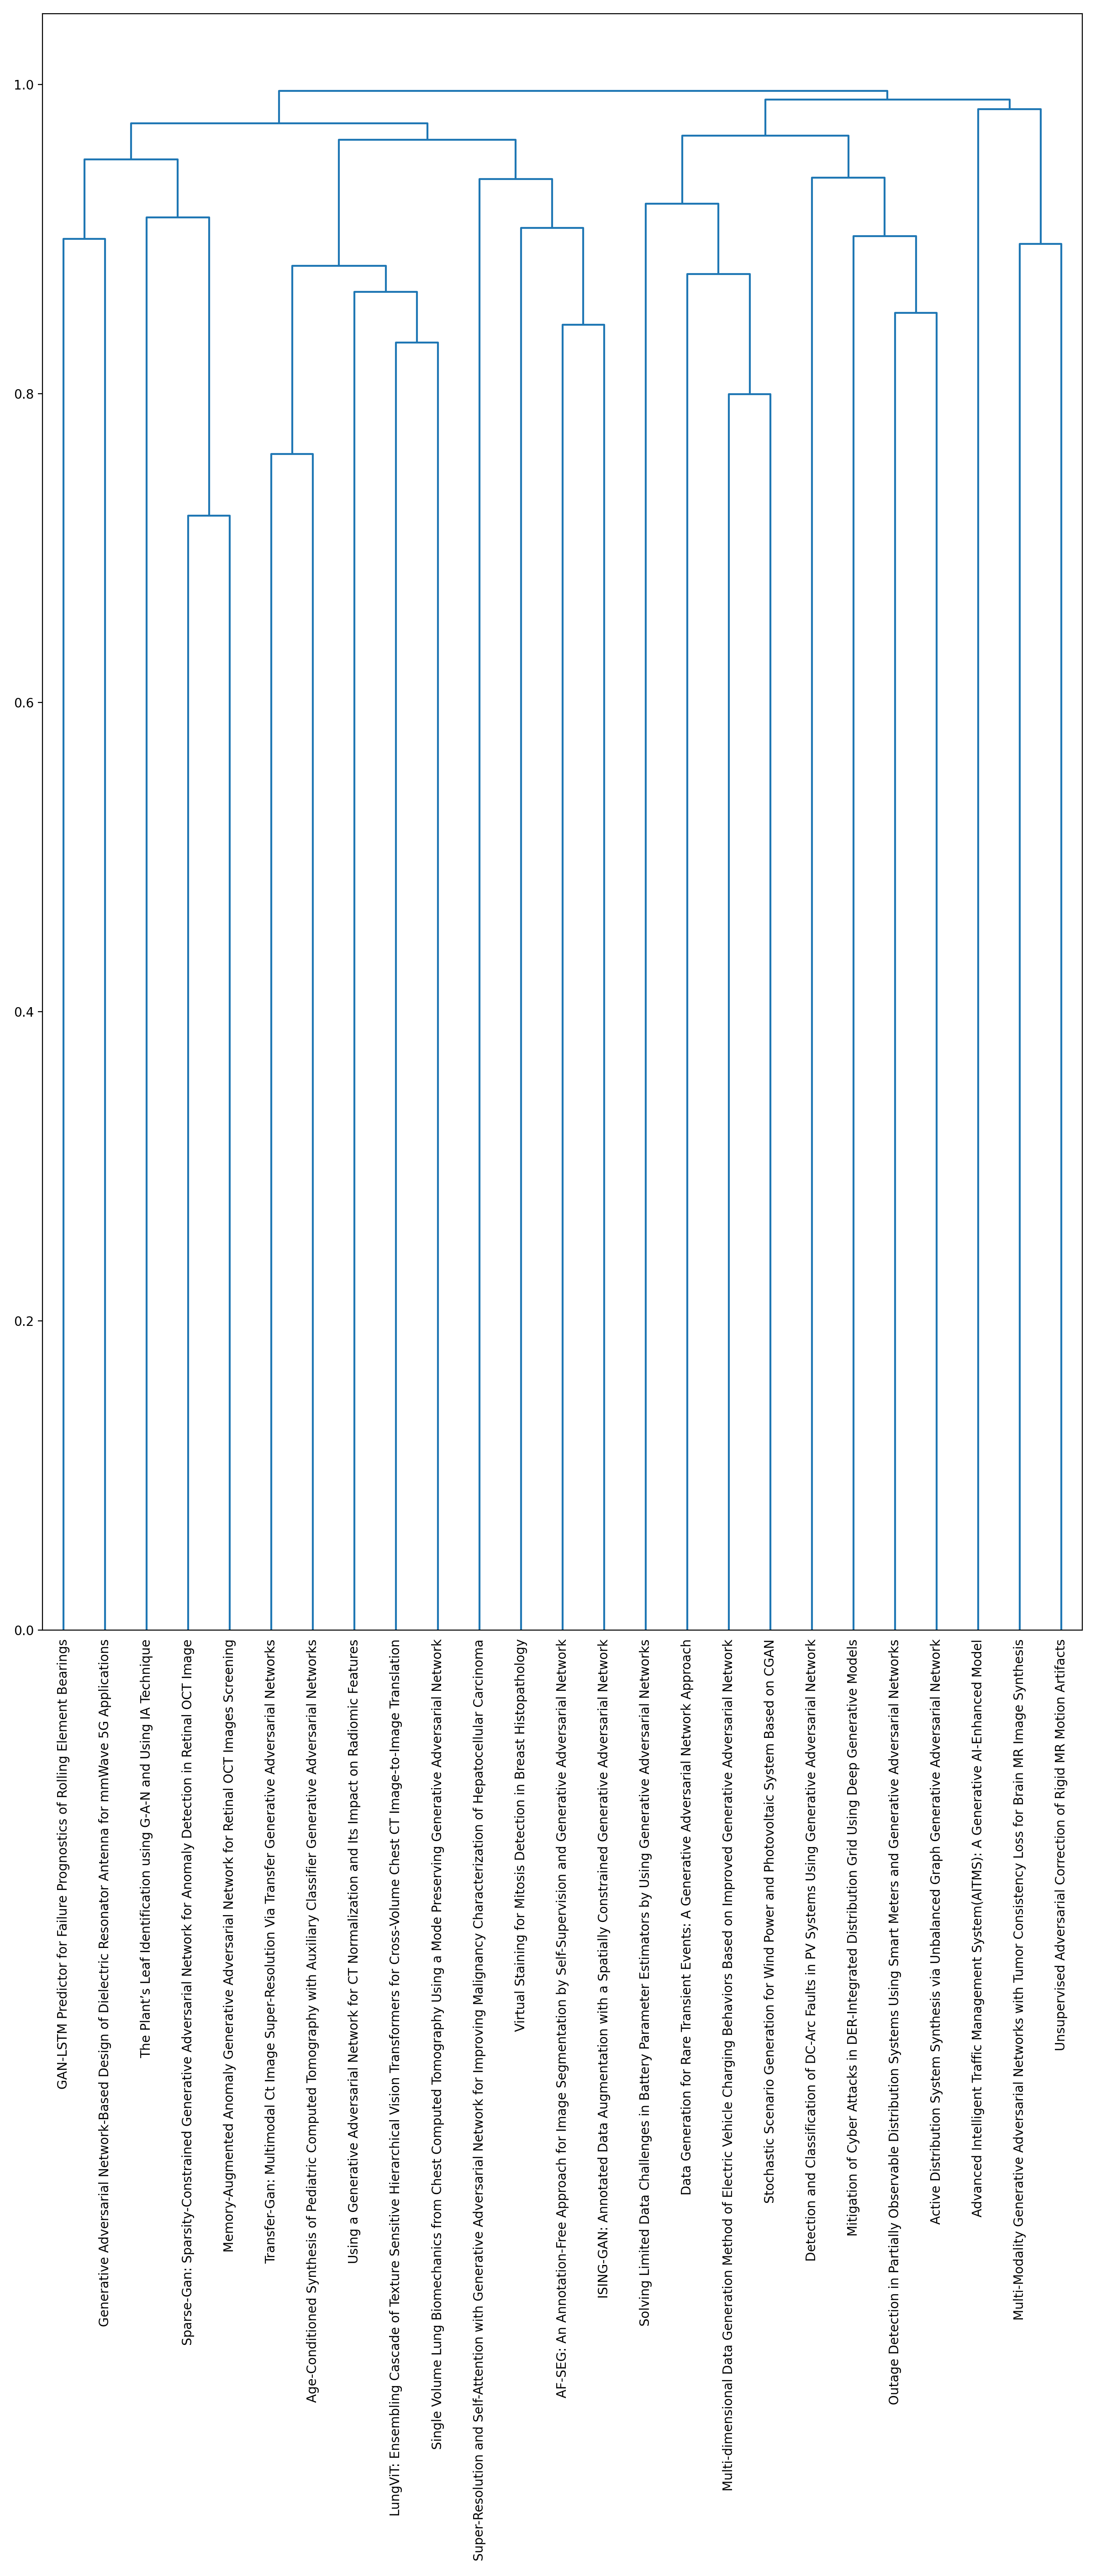 1.0
0.8
0.6
0.4
0.2
0.0
GAN-LSTM Predictor for Failure Prognostics of Rolling Element Bearings
Generative Adversarial Network-Based Design of Dielectric Resonator Antenna for mmWave 5G Applications
The Plant's Leaf Identification using G-A-N and Using IA Technique
Sparse-Gan: Sparsity-Constrained Generative Adversarial Network for Anomaly Detection in Retinal OCT Image
Memory-Augmented Anomaly Generative Adversarial Network for Retinal OCT Images Screening
Transfer-Gan: Multimodal Ct Image Super-Resolution Via Transfer Generative Adversarial Networks
Age-Conditioned Synthesis of Pediatric Computed Tomography with Auxiliary Classifier Generative Adversarial Networks
Using a Generative Adversarial Network for CT Normalization and Its Impact on Radiomic Features
LungViT: Ensembling Cascade of Texture Sensitive Hierarchical Vision Transformers for Cross-Volume Chest CT Image-to-Image Translation
Single Volume Lung Biomechanics from Chest Computed Tomography Using a Mode Preserving Generative Adversarial Network
Super-Resolution and Self-Attention with Generative Adversarial Network for Improving Malignancy Characterization of Hepatocellular Carcinoma
Virtual Staining for Mitosis Detection in Breast Histopathology
AF-SEG: An Annotation-Free Approach for Image Segmentation by Self-Supervision and Generative Adversarial Network
ISING-GAN: Annotated Data Augmentation with a Spatially Constrained Generative Adversarial Network
Solving Limited Data Challenges in Battery Parameter Estimators by Using Generative Adversarial Networks
Data Generation for Rare Transient Events: A Generative Adversarial Network Approach
Multi-dimensional Data Generation Method of Electric Vehicle Charging Behaviors Based on Improved Generative Adversarial Network
Stochastic Scenario Generation for Wind Power and Photovoltaic System Based on CGAN
Detection and Classification of DC-Arc Faults in PV Systems Using Generative Adversarial Network
Mitigation of Cyber Attacks in DER-Integrated Distribution Grid Using Deep Generative Models
Outage Detection in Partially Observable Distribution Systems Using Smart Meters and Generative Adversarial Networks
Active Distribution System Synthesis via Unbalanced Graph Generative Adversarial Network
Advanced Intelligent Traffic Management System(AITMS): A Generative AI-Enhanced Model
Multi-Modality Generative Adversarial Networks with Tumor Consistency Loss for Brain MR Image Synthesis
Unsupervised Adversarial Correction of Rigid MR Motion Artifacts